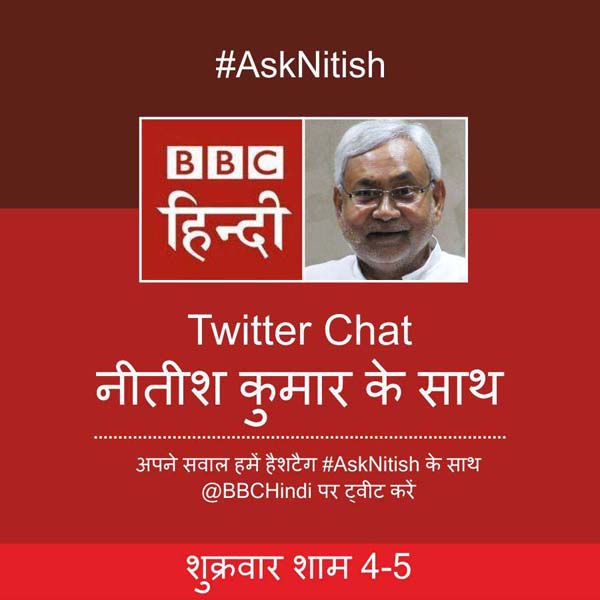 #AskNitish
BBC
हिन्दी
Twitter Chat
नीतीश कुमार के साथ
अपने सवाल हमें हैशटैग #AskNitish के साथ
@BBCHindi पर ट्वीट करें
शुक्रवार शाम 4-5